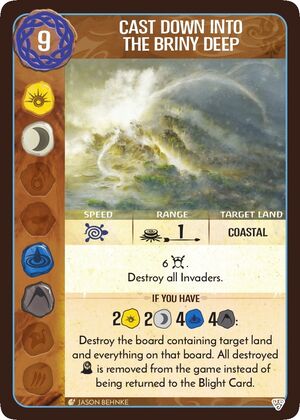 9
CAST DOWN INTO
THE BRINY DEEP
SPEED
RANGE
TARGET LAND
1
COASTAL
6 .
Destroy all Invaders.
IF YOU HAVE
2 2 4 4 :
Destroy the board containing target land
and everything on that board. All destroyed
is removed from the game instead of
being returned to the Blight Card.
JASON BEHNKE